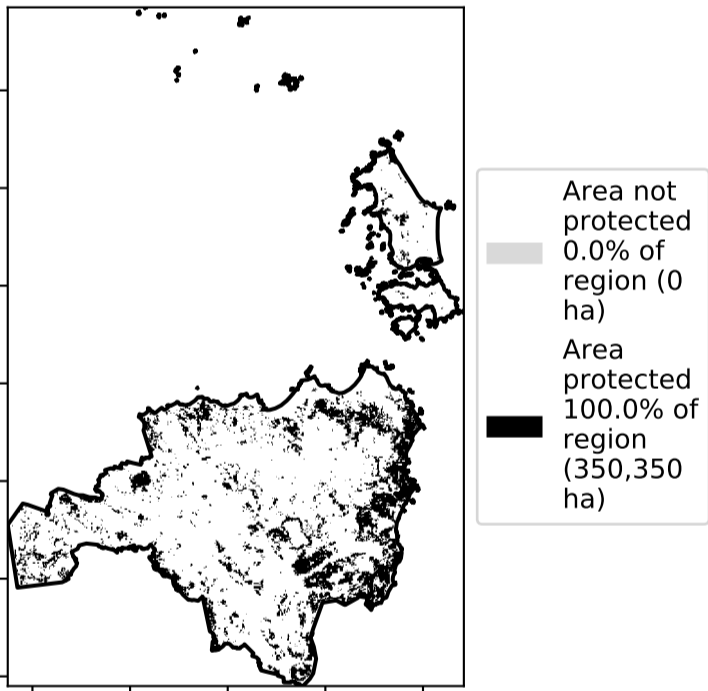 Area not
protected
0.0% of
region (0
ha)
Area
protected
100.0% of
region
(350,350
ha)